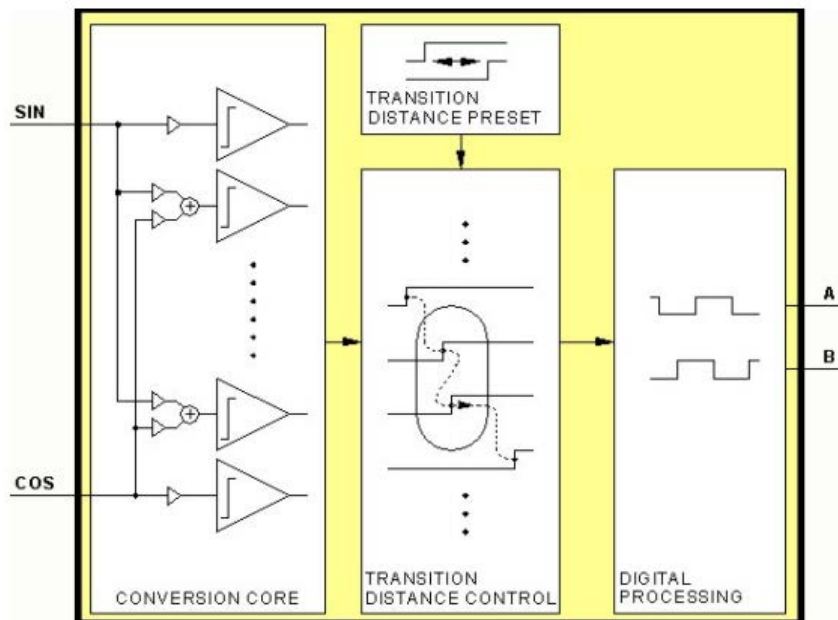 SIN
COS
CONVERSION CORE
TRANSITION
DISTANCE PRESET
TRANSITION
DISTANCE CONTROL
DIGITAL
PROCESSING
A
B